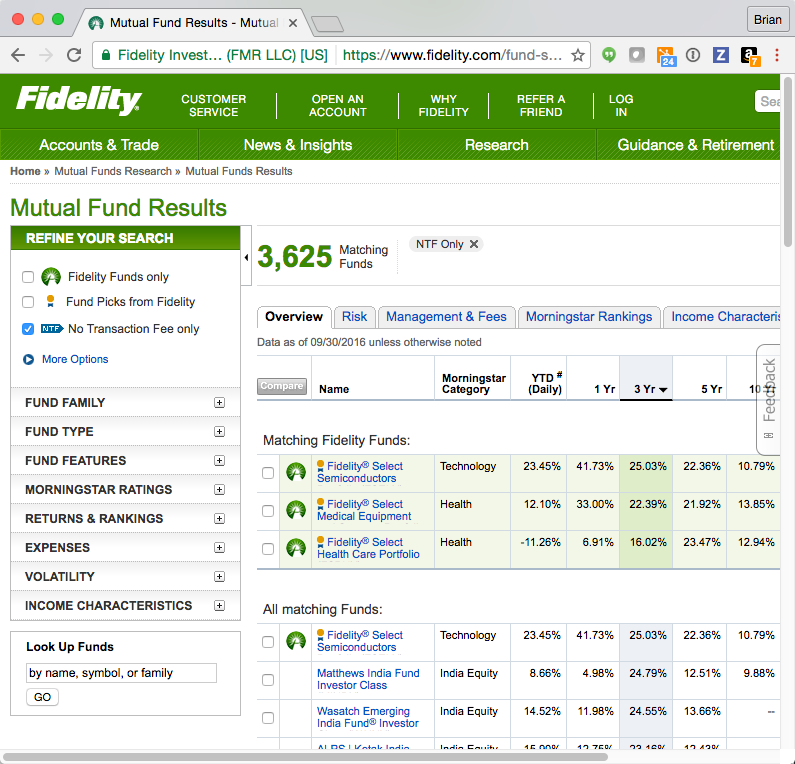 Mutual Fund Results - Mutual
Brian
Fidelity Invest... (FMR LLC) [US] https://www.fidelity.com/fund-s...
24
7
Fidelity
CUSTOMER SERVICE
OPEN AN ACCOUNT
WHY FIDELITY
REFER A FRIEND
LOG IN
Sea
Accounts & Trade News & Insights Research Guidance & Retirement
Home » Mutual Funds Research » Mutual Funds Results
Mutual Fund Results
REFINE YOUR SEARCH
Fidelity Funds only
Fund Picks from Fidelity
NTF No Transaction Fee only
More Options
FUND FAMILY
FUND TYPE
FUND FEATURES
MORNINGSTAR RATINGS
RETURNS & RANKINGS
EXPENSES
VOLATILITY
INCOME CHARACTERISTICS
Look Up Funds
by name, symbol, or family
GO
3,625 Matching Funds
NTF Only
Overview Risk Management & Fees Morningstar Rankings Income Characteris
Data as of 09/30/2016 unless otherwise noted
Compare Name Morningstar Category YTD # (Daily) 1 Yr 3 Yr 5 Yr 10 Yr
Feedback
Matching Fidelity Funds:
Fidelity® Select Technology 23.45% 41.73% 25.03% 22.36% 10.79%
Semiconductors
Fidelity® Select Health 12.10% 33.00% 22.39% 21.92% 13.85%
Medical Equipment
Fidelity® Select Health -11.26% 6.91% 16.02% 23.47% 12.94%
Health Care Portfolio
All matching Funds:
Fidelity® Select Technology 23.45% 41.73% 25.03% 22.36% 10.79%
Semiconductors
Matthews India Fund India Equity 8.66% 4.98% 24.79% 12.51% 9.88%
Investor Class
Wasatch Emerging India Equity 14.52% 11.98% 24.55% 13.66% --
India Fund® Investor
India Equity